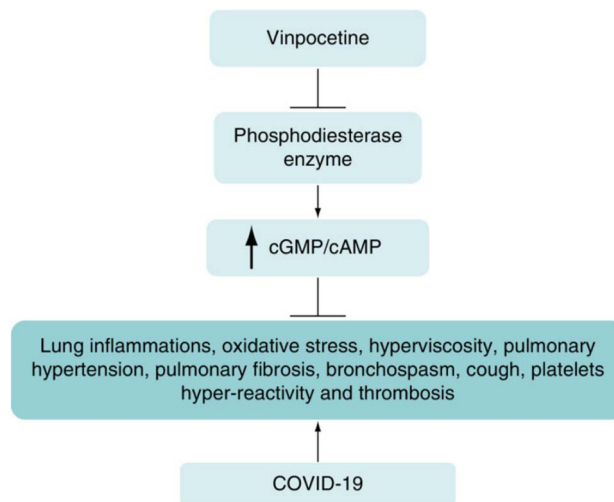 Vinpocetine
Phosphodiesterase
enzyme
cGMP/cAMP
Lung inflammations, oxidative stress, hyperviscosity, pulmonary
hypertension, pulmonary fibrosis, bronchospasm, cough, platelets
hyper-reactivity and thrombosis
COVID-19